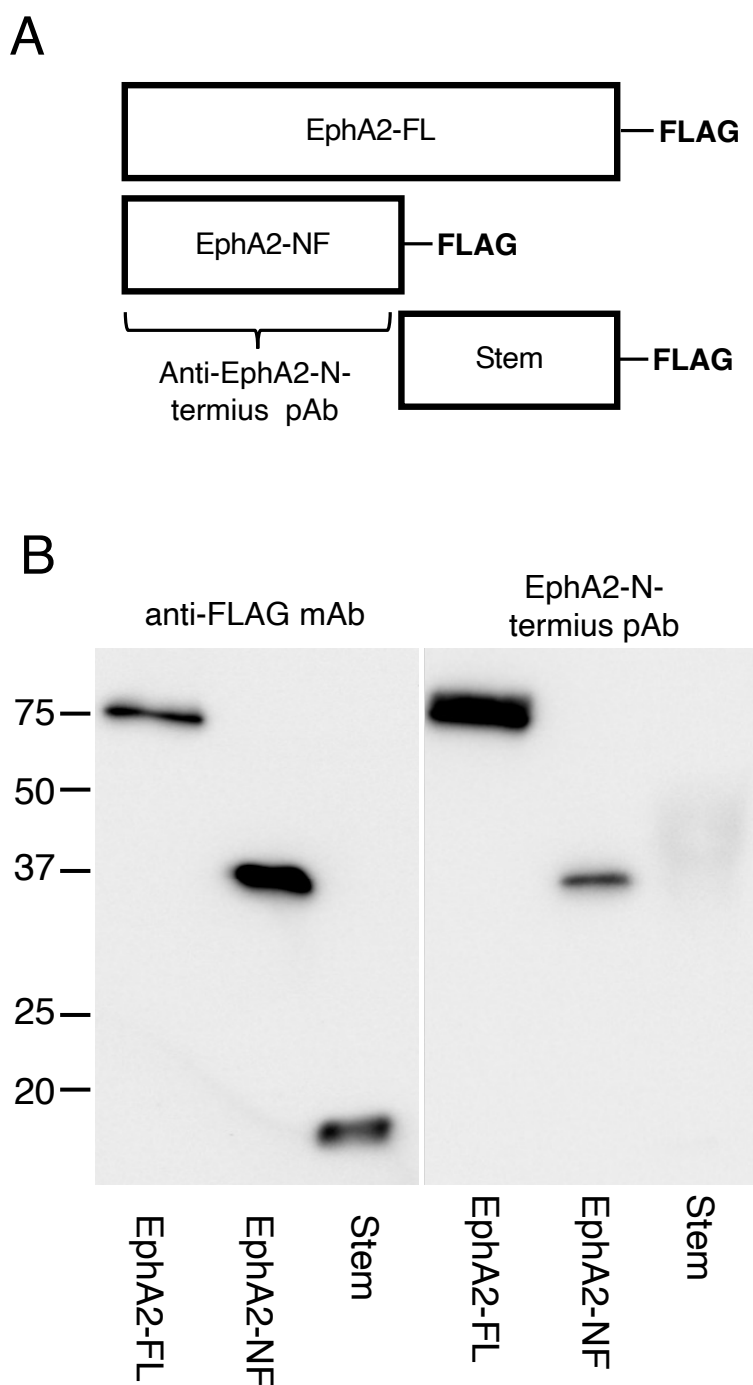 A
EphA2-FL
FLAG
EphA2-NF
FLAG
Stem
FLAG
Anti-EphA2-N-
termius pAb
B
anti-FLAG mAb
EphA2-N-
termius pAb
75
50
37
25
20
EphA2-FL
EphA2-NF
Stem
EphA2-FL
EphA2-NF
Stem